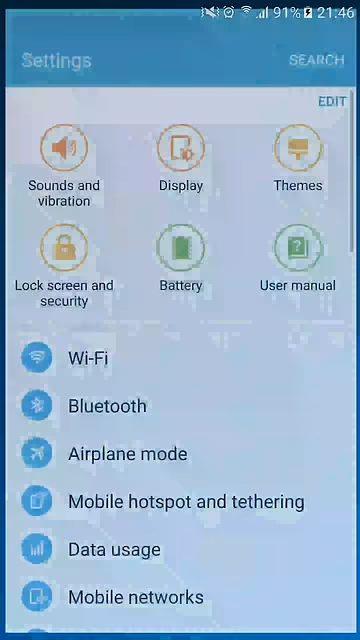 91% 21:46
Settings SEARCH
EDIT
Sounds and vibration
Display
Themes
Lock screen and security
Battery
User manual
Wi-Fi
Bluetooth
Airplane mode
Mobile hotspot and tethering
Data usage
Mobile networks